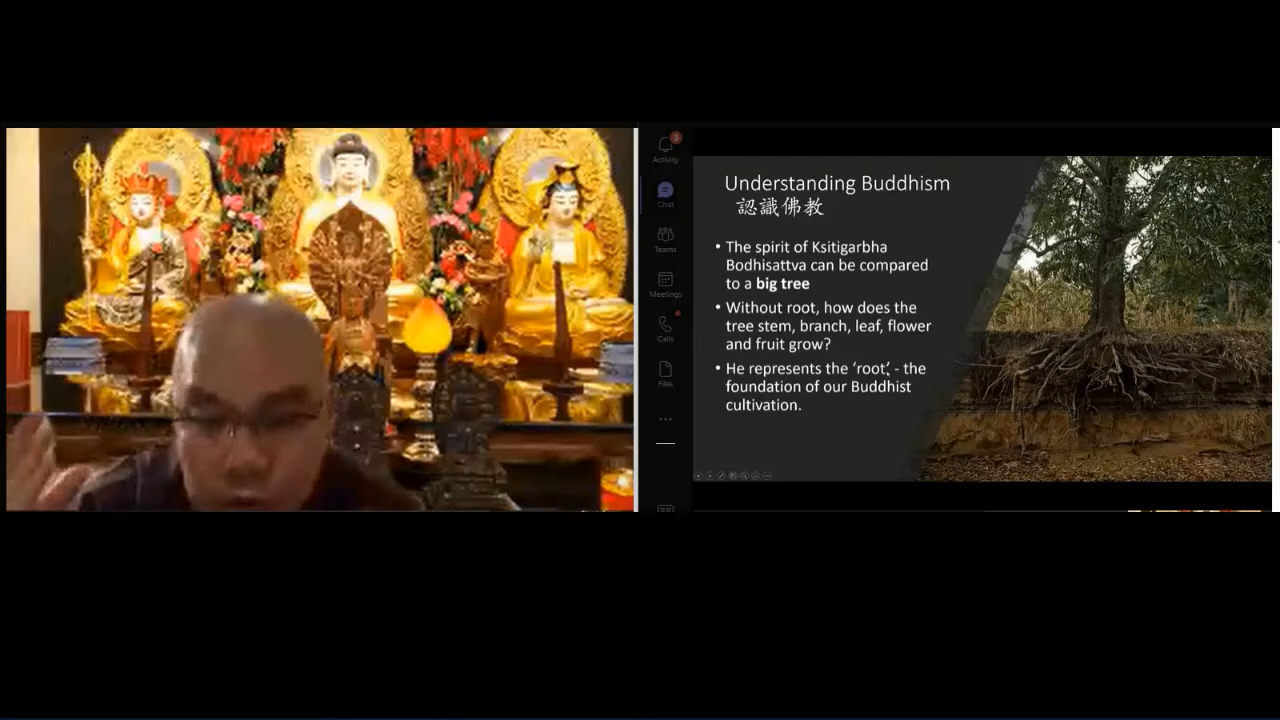 Activity
3
Chat
Teams
Meetings
Calls
Files
Understanding Buddhism
認識佛教
• The spirit of Ksitigarbha
Bodhisattva can be compared
to a big tree
• Without root, how does the
tree stem, branch, leaf, flower
and fruit grow?
• He represents the ‘root’, - the
foundation of our Buddhist
cultivation.